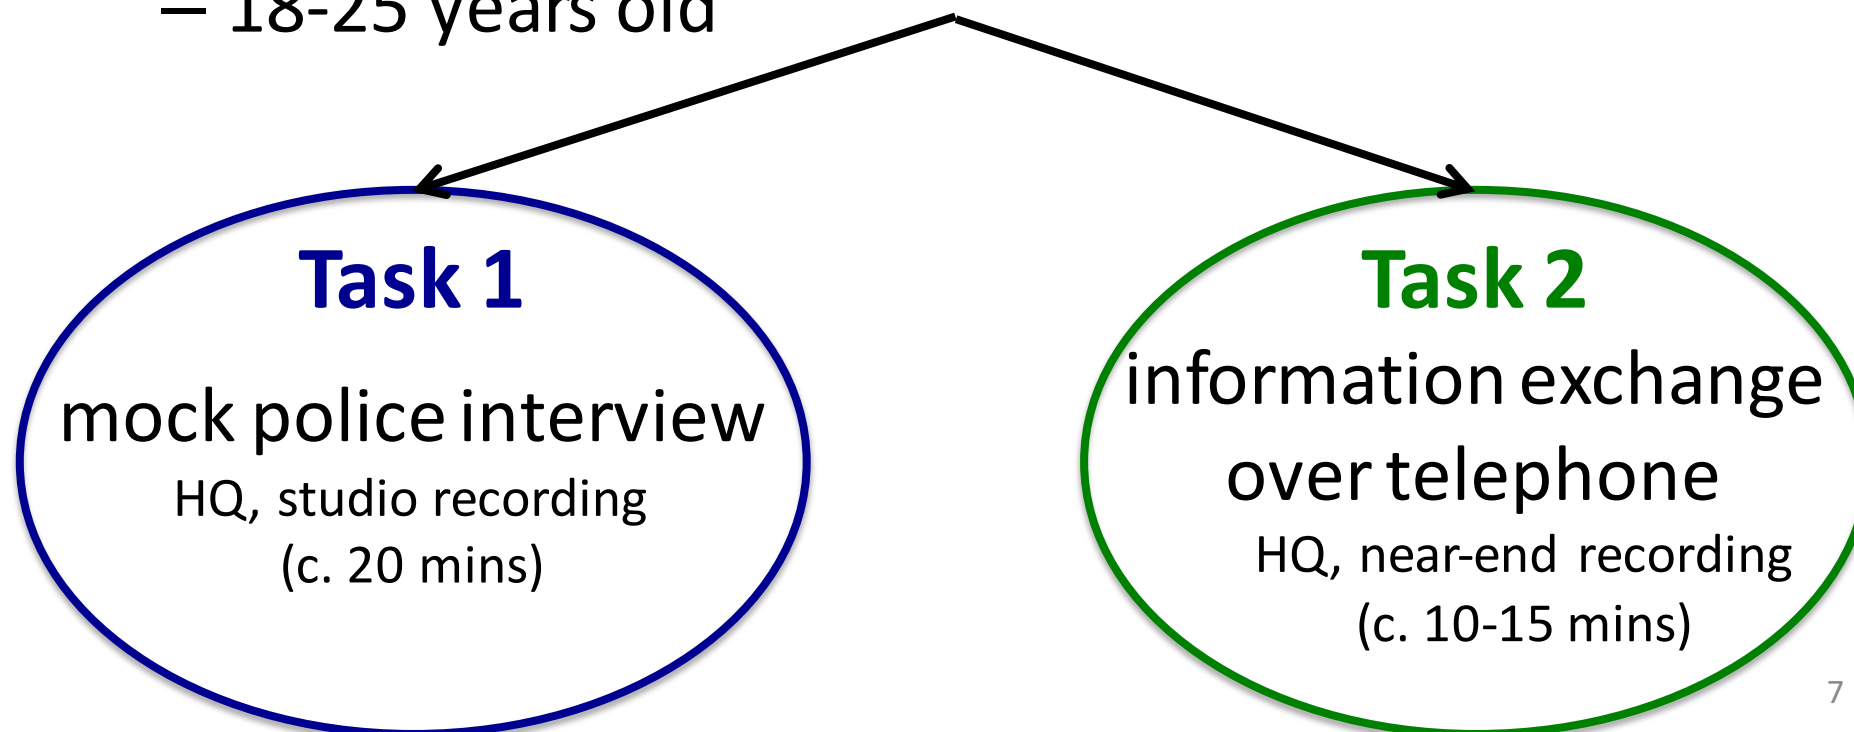 – 18-25 years old
Task 1
mock police interview
HQ, studio recording
(c. 20 mins)
Task 2
information exchange
over telephone
HQ, near-end recording
(c. 10-15 mins)
7